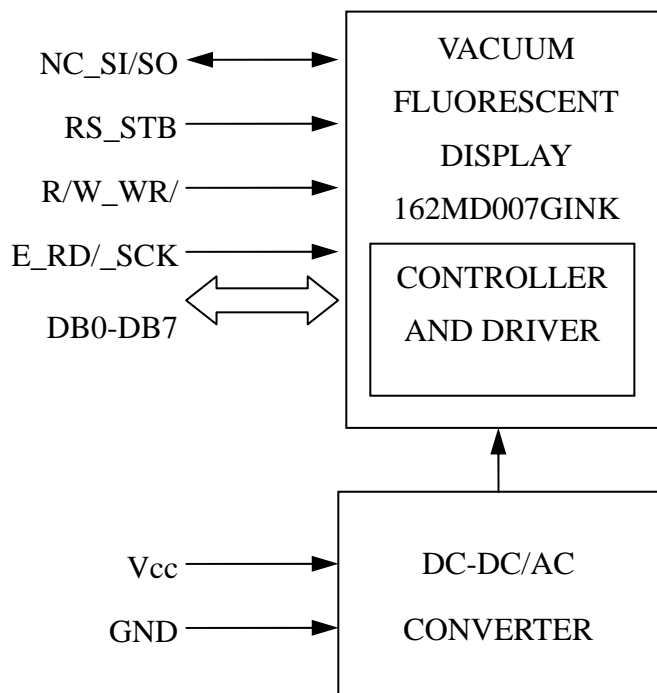 NC_SI/SO
RS_STB
R/W_WR/
E_RD/_SCK
DB0-DB7
VACUUM
FLUORESCENT
DISPLAY
162MD007GINK
CONTROLLER
AND DRIVER
Vcc
GND
DC-DC/AC
CONVERTER